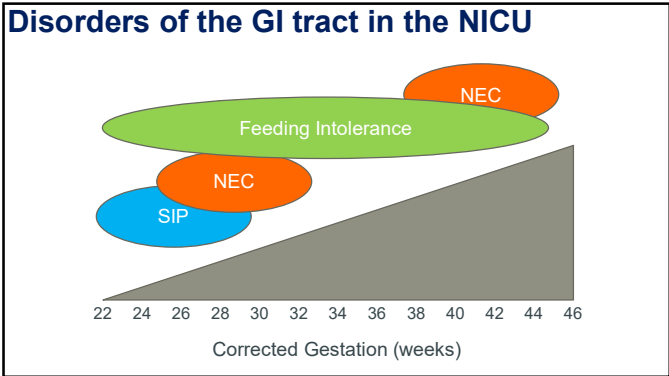 Disorders of the GI tract in the NICU
NEC
Feeding Intolerance
NEC
SIP
22 24 26 28 30 32 34 36 38 40 42 44 46
Corrected Gestation (weeks)